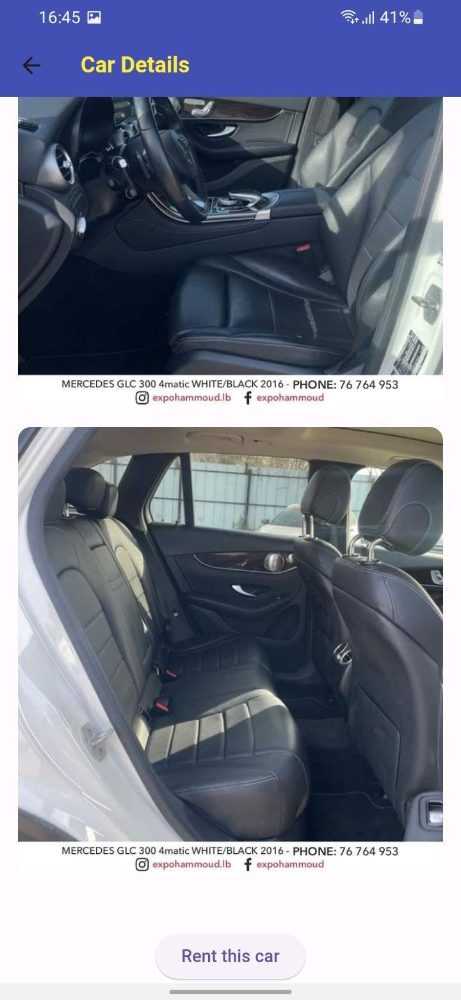 16:45 41%
Car Details
MERCEDES GLC 300 4matic WHITE/BLACK 2016 - PHONE: 76 764 953
expohammoud.lb expohammoud
MERCEDES GLC 300 4matic WHITE/BLACK 2016 - PHONE: 76 764 953
expohammoud.lb expohammoud
Rent this car